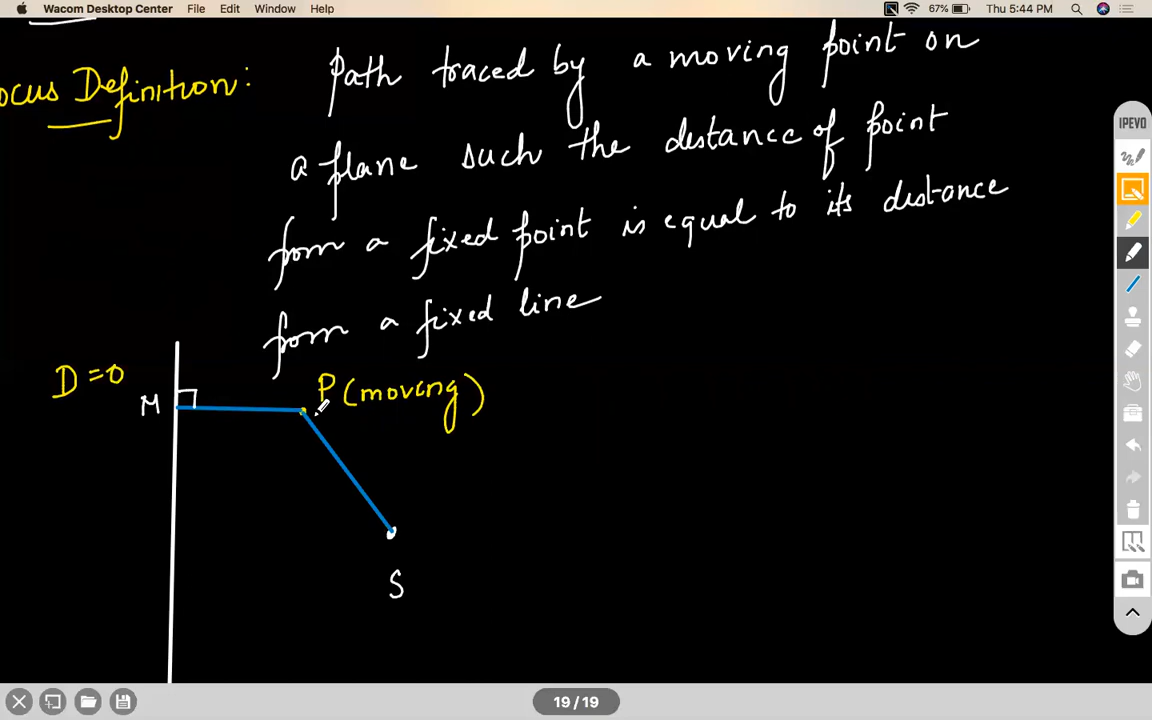 Wacom Desktop Center File Edit Window Help 67% Thu 5:44 PM
ocus Definition: Path traced by a moving point on
a plane such the distance of point
from a fixed point is equal to its distance
from a fixed line
IPEVO
D = 0
M
P (moving)
S
19 / 19